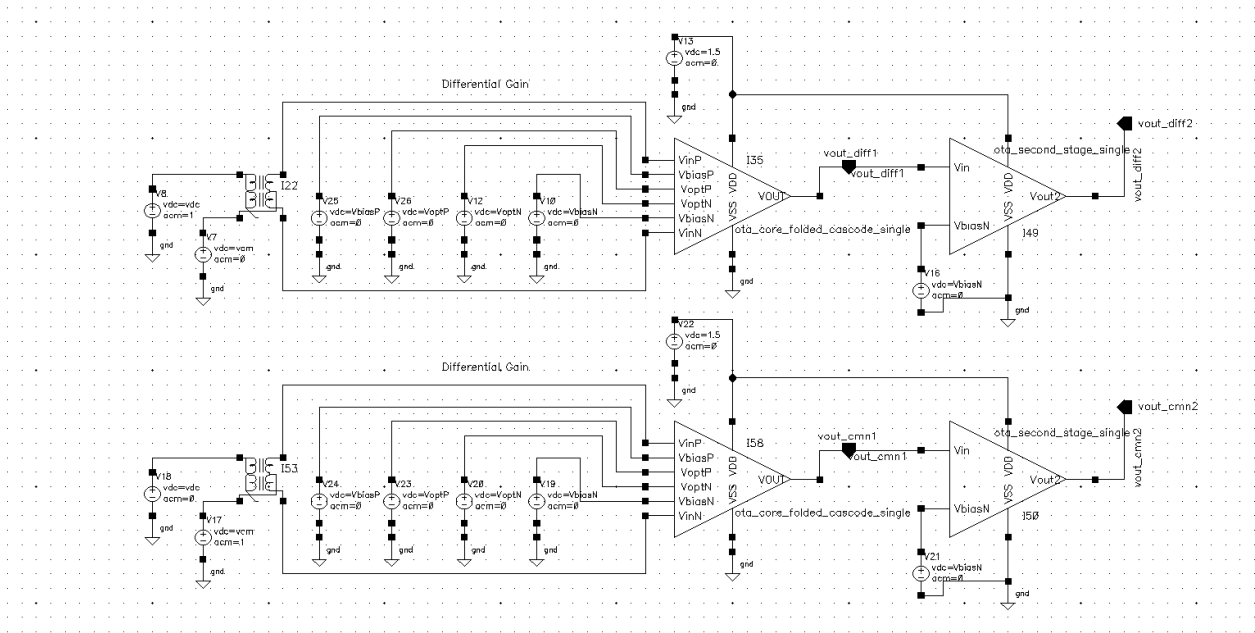 V13
vdc=1.5
acm=0
gnd
Differential Gain
vout_diff2
ota_second_stage_single
vout_diff2
I35
VDD
VSS
VOUT
VinP
VbiasP
VoptP
VoptN
VbiasN
VinN
ota_core_folded_cascode_single
vout_diff1
vout_diff1
Vin
VDD
VSS
Vout2
VbiasN
I49
V8
vdc=vdc
acm=1
gnd
I22
V7
vdc=vcm
acm=0
gnd
V25
vdc=VbiasP
acm=0
gnd
V26
vdc=VoptP
acm=0
gnd
V12
vdc=VoptN
acm=0
gnd
V10
vdc=VbiasN
acm=0
gnd
gnd
V16
vdc=VbiasN
acm=0
gnd
V22
vdc=1.5
acm=0
gnd
Differential Gain
vout_cmn2
ota_second_stage_single
vout_cmn2
VDD
VSS
VOUT
VinP
VbiasP
VoptP
VoptN
VbiasN
VinN
ota_core_folded_cascode_single
vout_cmn1
vout_cmn1
Vin
VDD
VSS
Vout2
VbiasN
I50
V18
vdc=vdc
acm=0
gnd
I53
V17
vdc=vcm
acm=1
gnd
V24
vdc=VbiasP
acm=0
gnd
V23
vdc=VoptP
acm=0
gnd
V20
vdc=VoptN
acm=0
gnd
V19
vdc=VbiasN
acm=0
gnd
gnd
V21
vdc=VbiasN
acm=0
gnd